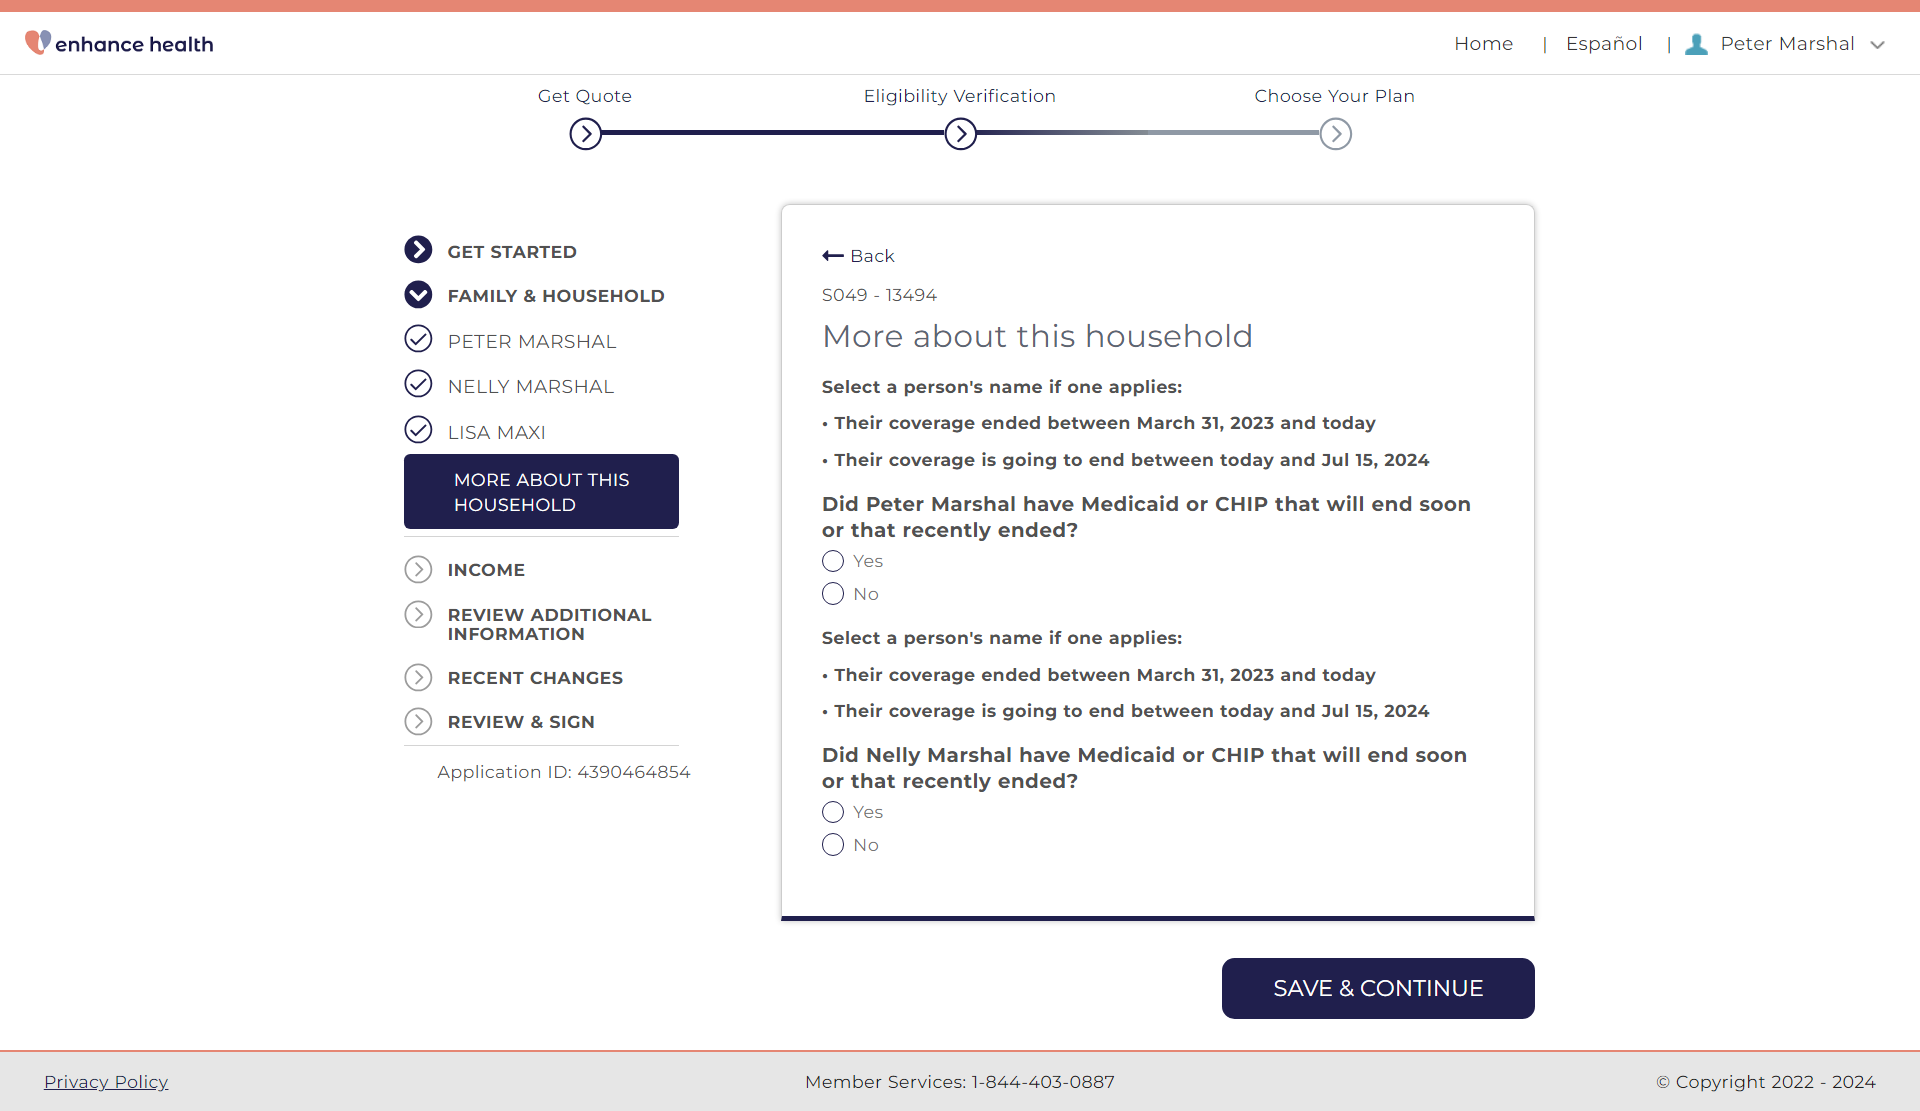 enhance health
Home | Español | Peter Marshal
Get Quote
Eligibility Verification
Choose Your Plan
GET STARTED
FAMILY & HOUSEHOLD
PETER MARSHAL
NELLY MARSHAL
LISA MAXI
MORE ABOUT THIS
HOUSEHOLD
INCOME
REVIEW ADDITIONAL
INFORMATION
RECENT CHANGES
REVIEW & SIGN
Application ID: 4390464854
Back
S049 - 13494
More about this household
Select a person's name if one applies:
• Their coverage ended between March 31, 2023 and today
• Their coverage is going to end between today and Jul 15, 2024
Did Peter Marshal have Medicaid or CHIP that will end soon
or that recently ended?
Yes
No
Select a person's name if one applies:
• Their coverage ended between March 31, 2023 and today
• Their coverage is going to end between today and Jul 15, 2024
Did Nelly Marshal have Medicaid or CHIP that will end soon
or that recently ended?
Yes
No
SAVE & CONTINUE
Privacy Policy
Member Services: 1-844-403-0887
© Copyright 2022 - 2024